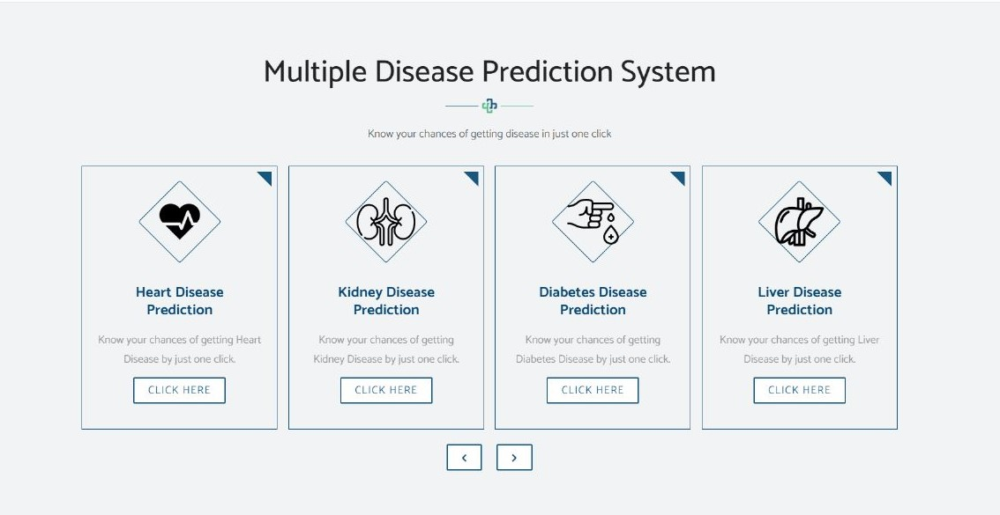 Multiple Disease Prediction System
Know your chances of getting disease in just one click
Heart Disease
Prediction
Know your chances of getting Heart
Disease by just one click.
CLICK HERE
Kidney Disease
Prediction
Know your chances of getting
Kidney Disease by just one click.
CLICK HERE
Diabetes Disease
Prediction
Know your chances of getting
Diabetes Disease by just one click.
CLICK HERE
Liver Disease
Prediction
Know your chances of getting Liver
Disease by just one click.
CLICK HERE